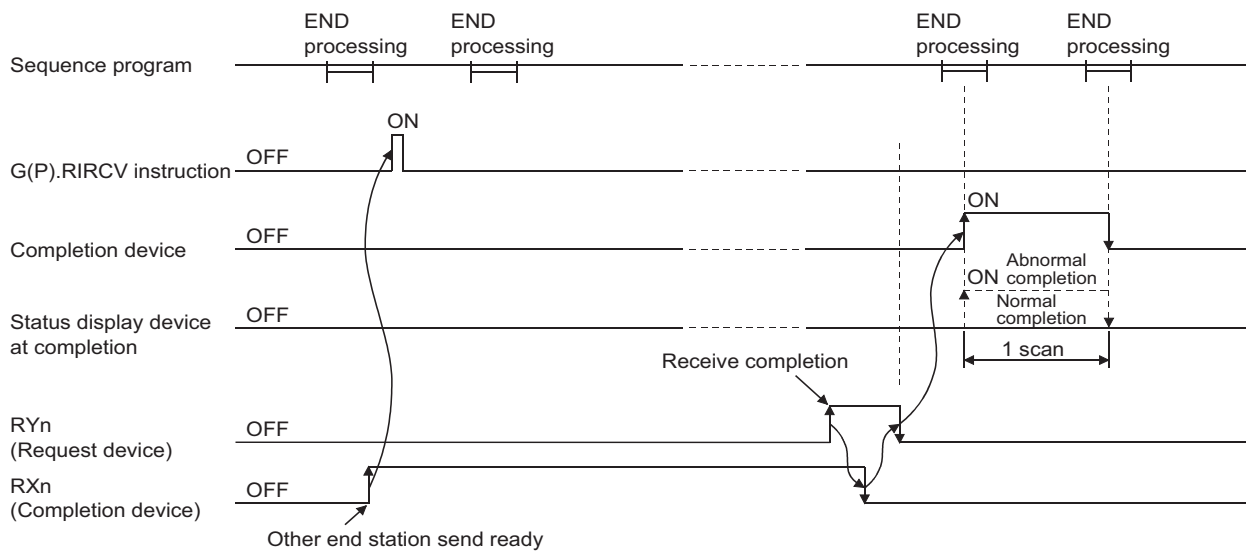 END
processing
END
processing
END
processing
END
processing
Sequence program
ON
G(P).RIRCV instruction
OFF
ON
Completion device
OFF
Abnormal
completion
ON
Normal
completion
Status display device
at completion
OFF
1 scan
Receive completion
RYn
(Request device)
OFF
RXn
(Completion device)
OFF
Other end station send ready